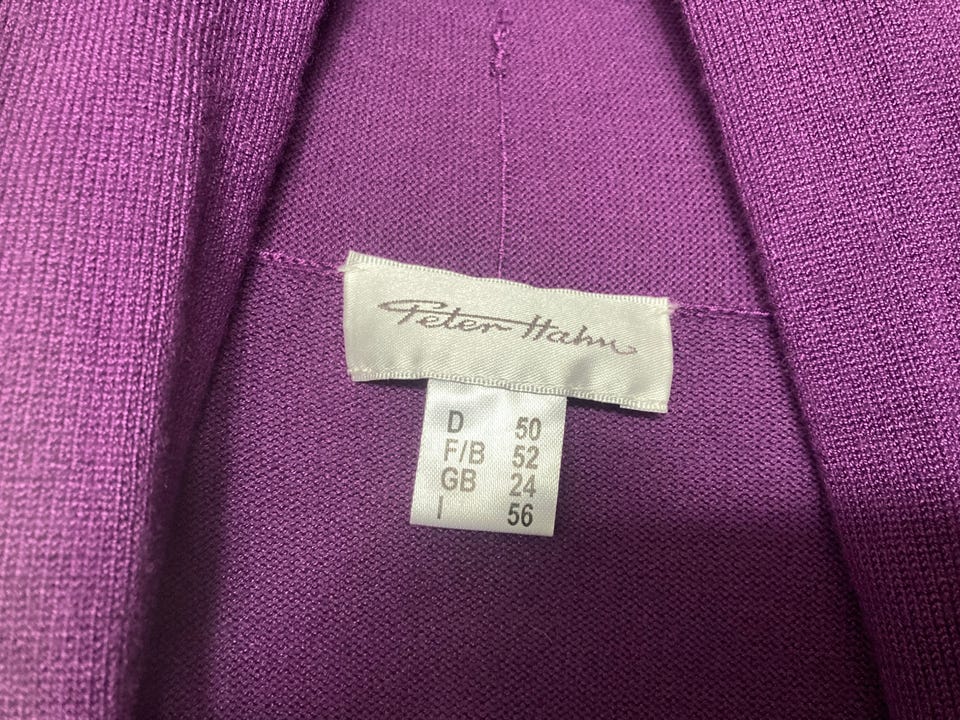 Peter Hahn
D 50
F/B 52
GB 24
I 56